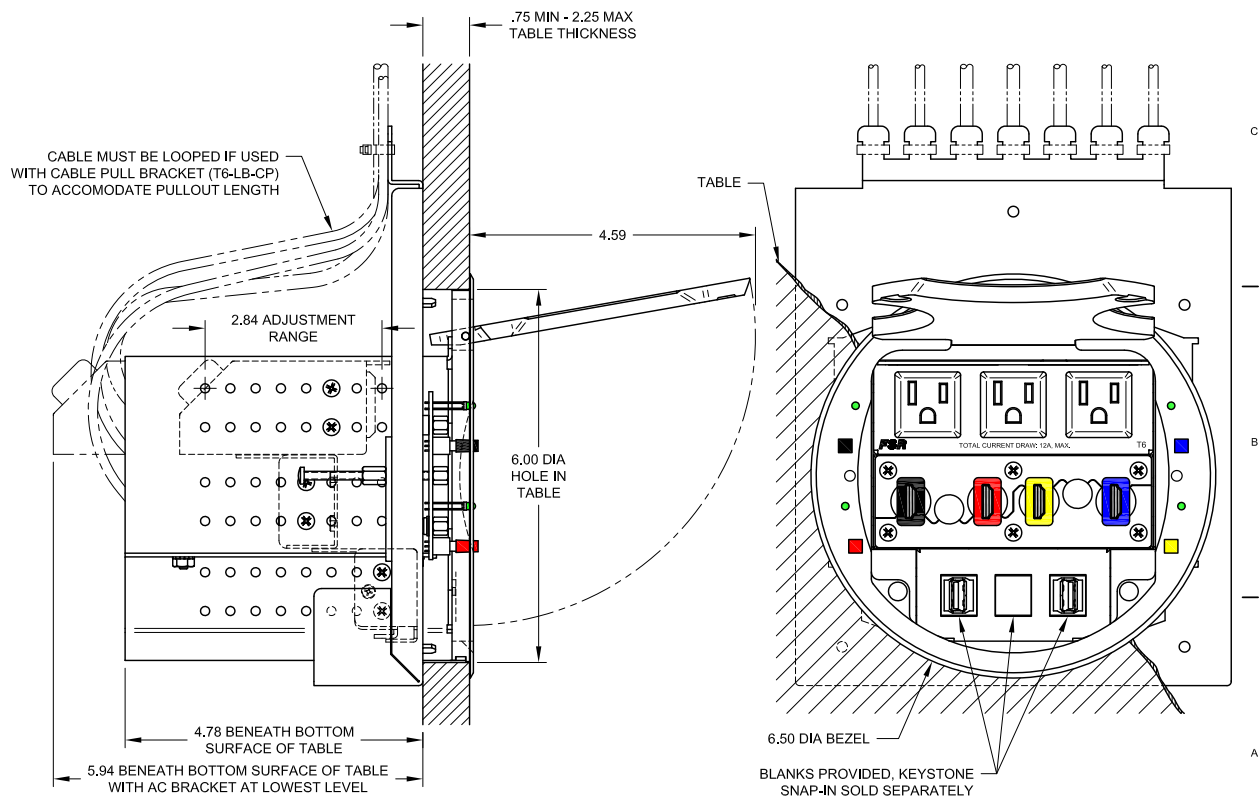 .75 MIN - 2.25 MAX
TABLE THICKNESS
CABLE MUST BE LOOPED IF USED
WITH CABLE PULL BRACKET (T6-LB-CP)
TO ACCOMODATE PULLOUT LENGTH
C
TABLE
4.59
2.84 ADJUSTMENT
RANGE
6.00 DIA
HOLE IN
TABLE
FSR
TOTAL CURRENT DRAW: 12A, MAX.
T6
B
4.78 BENEATH BOTTOM
SURFACE OF TABLE
5.94 BENEATH BOTTOM SURFACE OF TABLE
WITH AC BRACKET AT LOWEST LEVEL
6.50 DIA BEZEL
BLANKS PROVIDED, KEYSTONE
SNAP-IN SOLD SEPARATELY
A